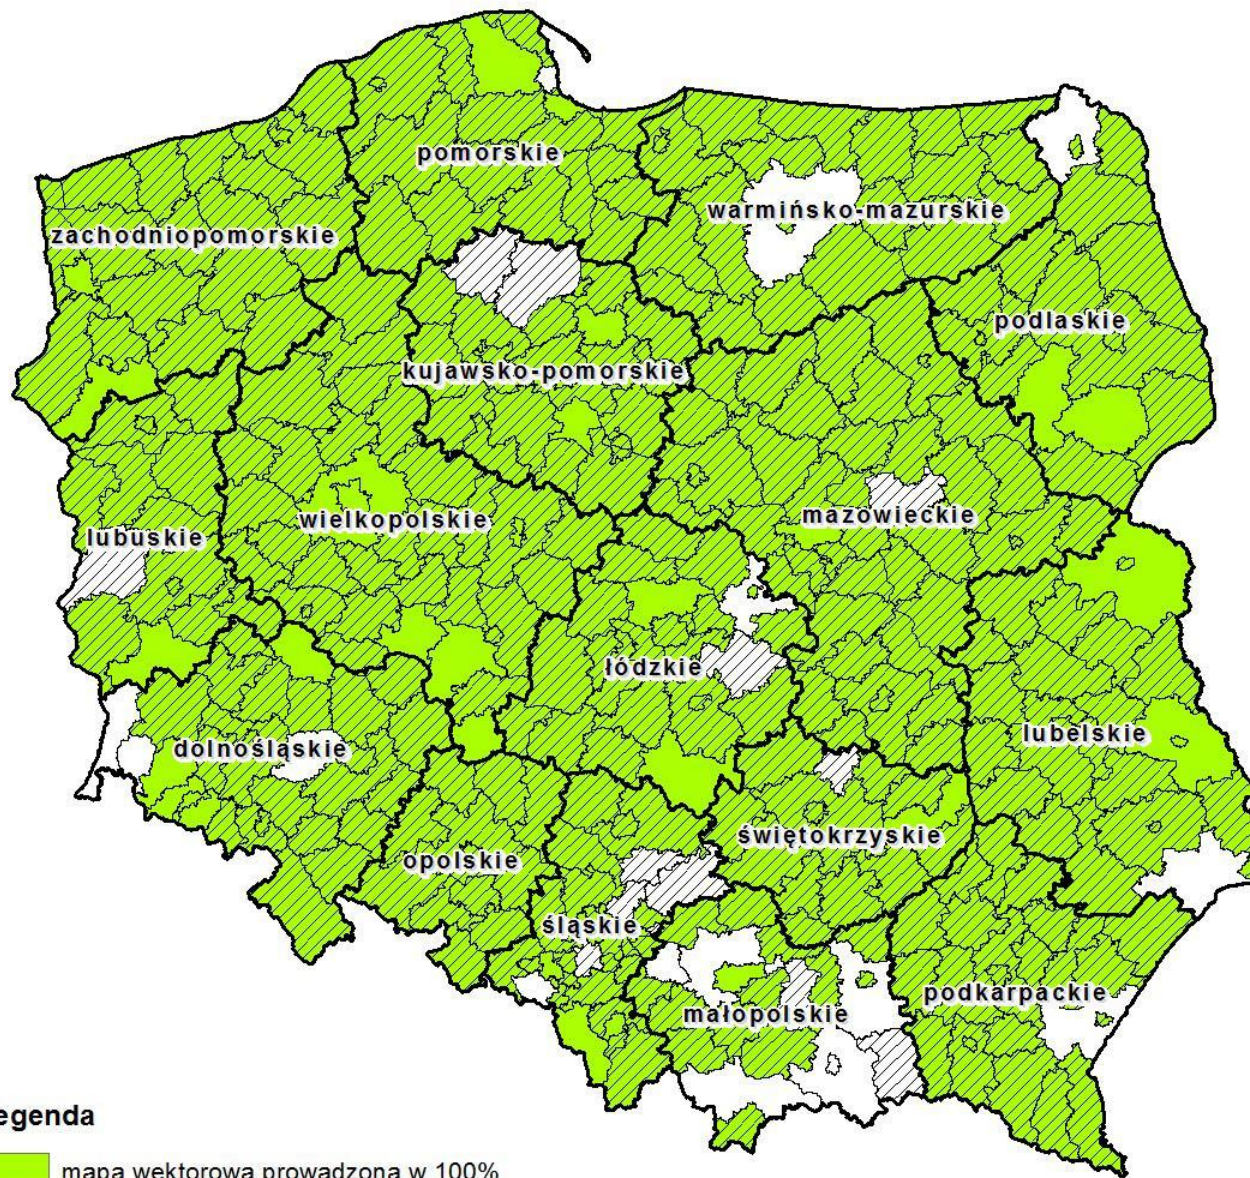 pomorskie
warmińsko-mazurskie
zachodniopomorskie
podlaskie
kujawsko-pomorskie
mazowieckie
wielkopolskie
lubuskie
łódzkie
lubelskie
dolnośląskie
świętokrzyskie
opolskie
śląskie
podkarpackie
małopolskie
egenda
mapa wektorowa prowadzona w 100%